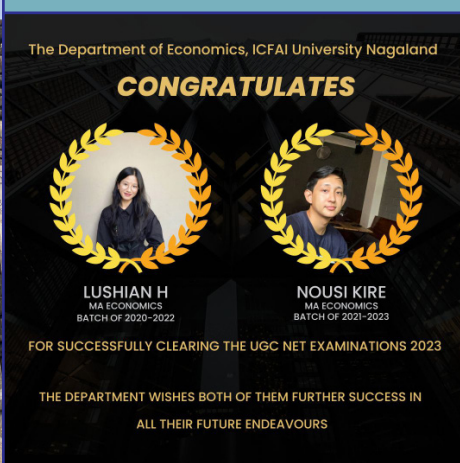 The Department of Economics, ICFAI University Nagaland
CONGRATULATES
LUSHIAN H
MA ECONOMICS
BATCH OF 2020-2022
NOUSI KIRE
MA ECONOMICS
BATCH OF 2021-2023
FOR SUCCESSFULLY CLEARING THE UGC NET EXAMINATIONS 2023
THE DEPARTMENT WISHES BOTH OF THEM FURTHER SUCCESS IN
ALL THEIR FUTURE ENDEAVOURS